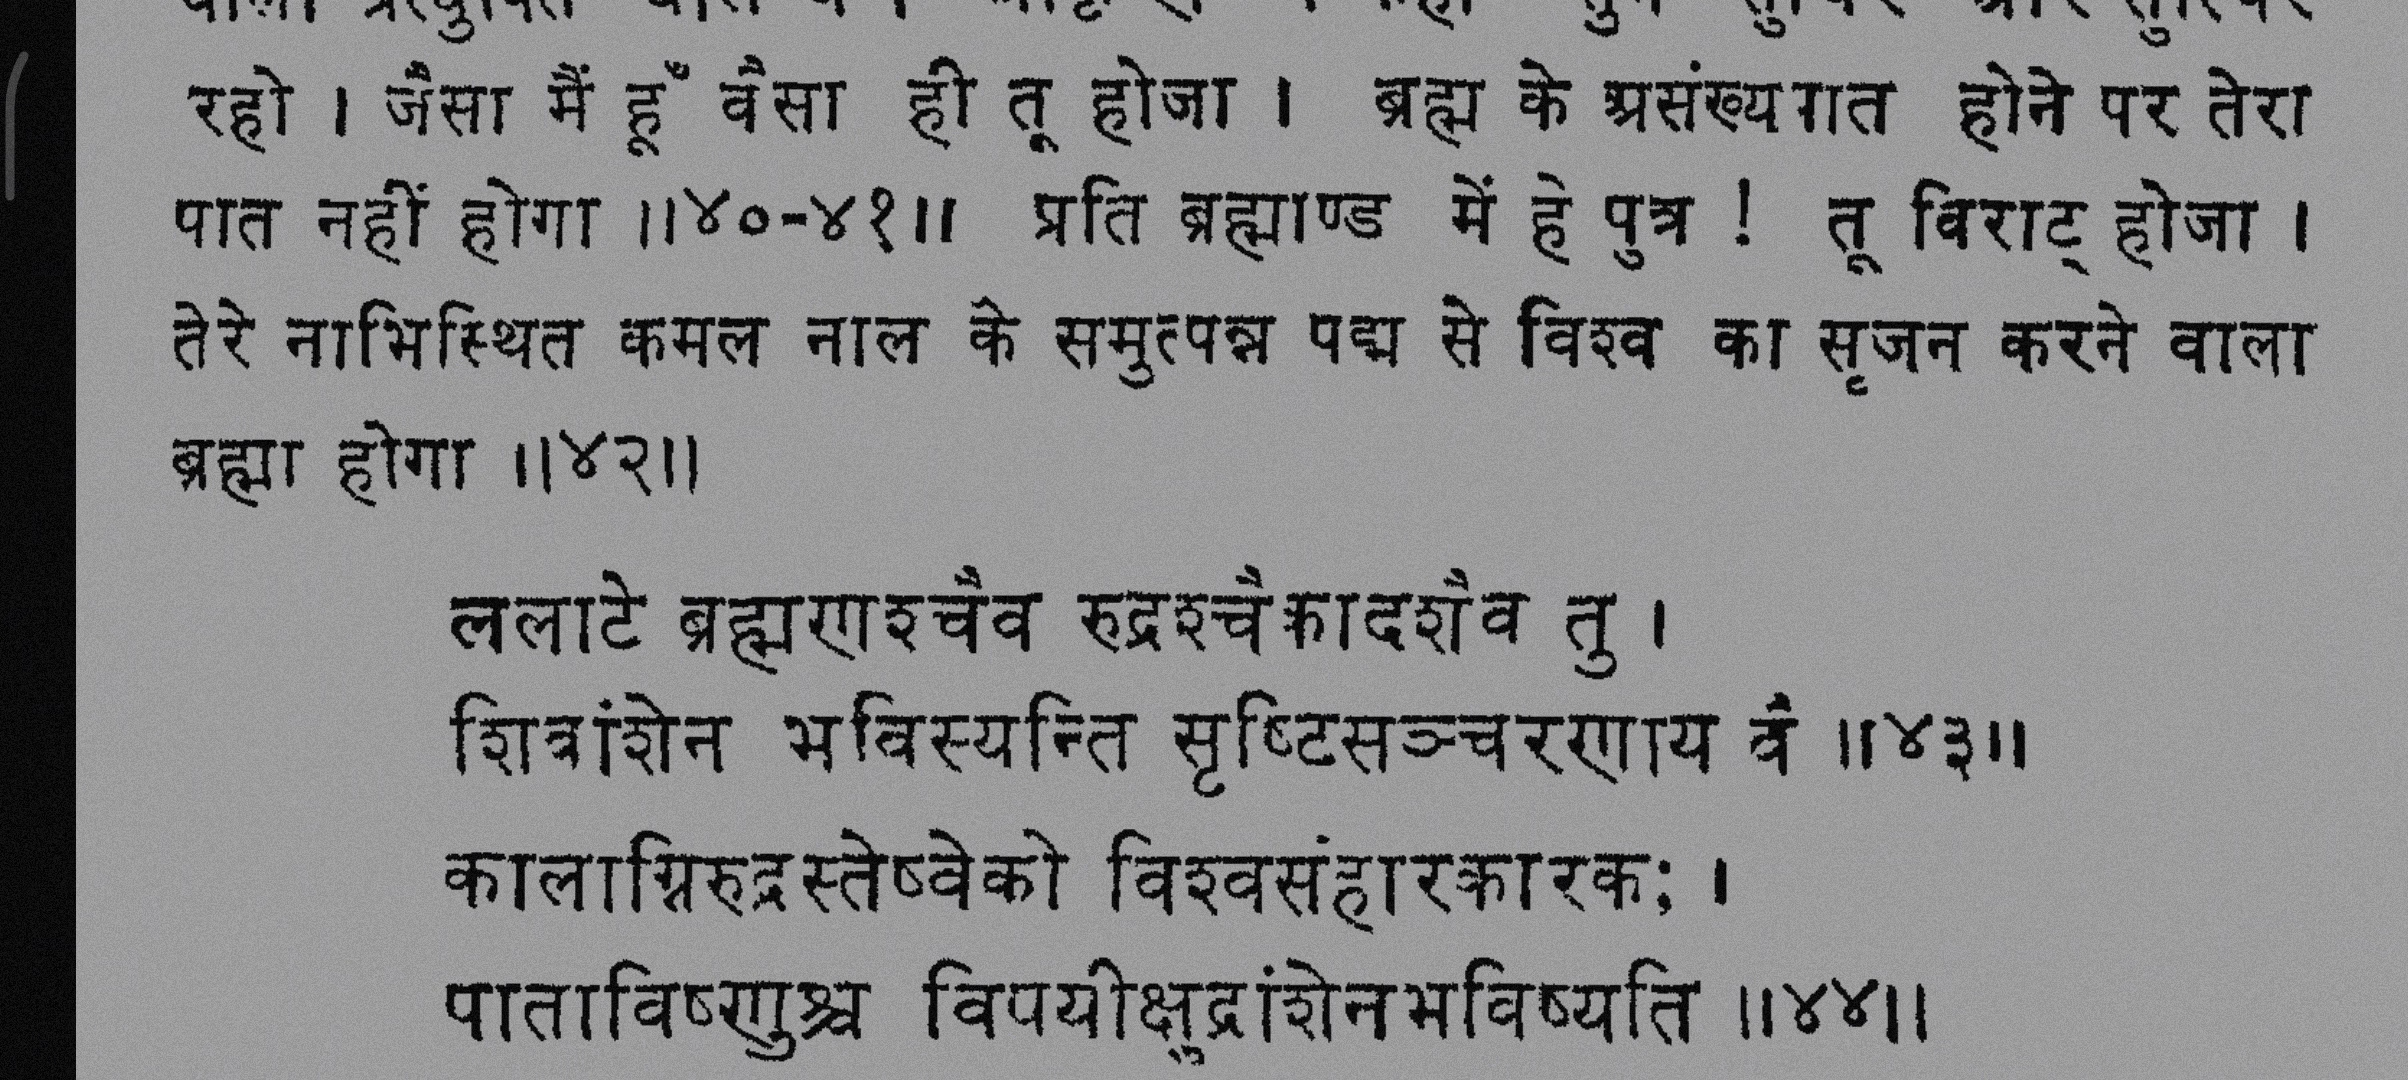 रहो । जैसा मैं हूँ वैसा ही तू होजा । ब्रह्म के असंख्यगत होने पर तेरा
पात नहीं होगा ॥४०-४१॥ प्रति ब्रह्माण्ड में हे पुत्र ! तू विराट् होजा ।
तेरे नाभिस्थित कमल नाल के समुत्पन्न पद्म से विश्व का सृजन करने वाला
ब्रह्मा होगा ॥४२॥
ललाटे ब्रह्मणश्चैव रुद्रश्चैकादशैव तु ।
शित्रांशेन भविस्यन्ति सृष्टिसञ्चरणाय वै ॥४३॥
कालाग्निरुद्रस्तेष्वेको विश्वसंहारकारकः ।
पाताविष्णुश्च विपयीक्षुद्रांशेनभविष्यति ॥४४॥